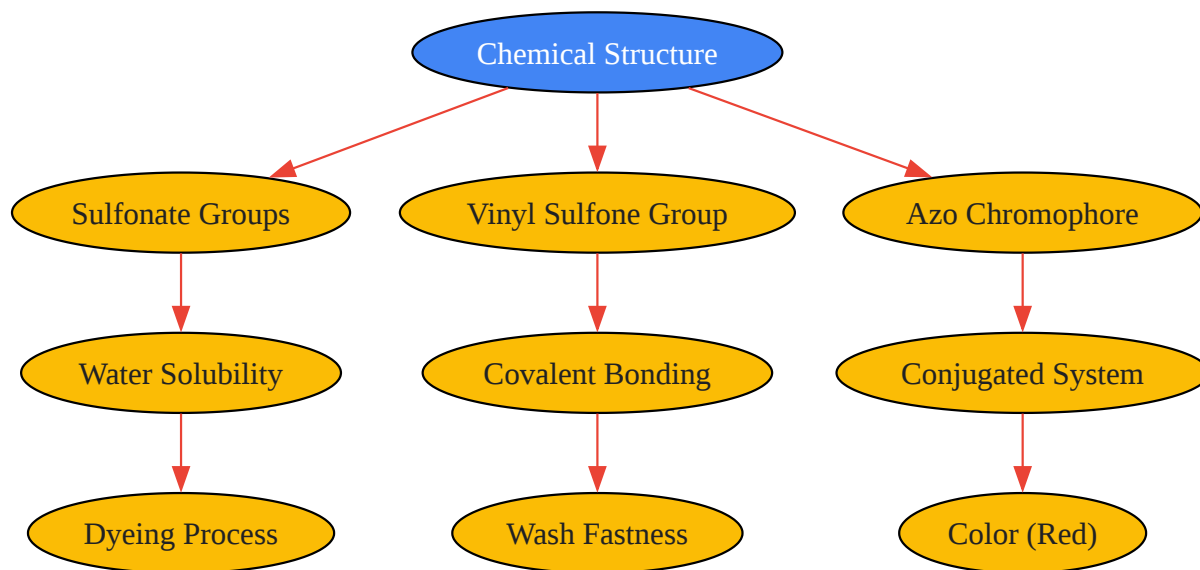 Chemical Structure
Sulfonate Groups
Vinyl Sulfone Group
Azo Chromophore
Water Solubility
Covalent Bonding
Conjugated System
Dyeing Process
Wash Fastness
Color (Red)